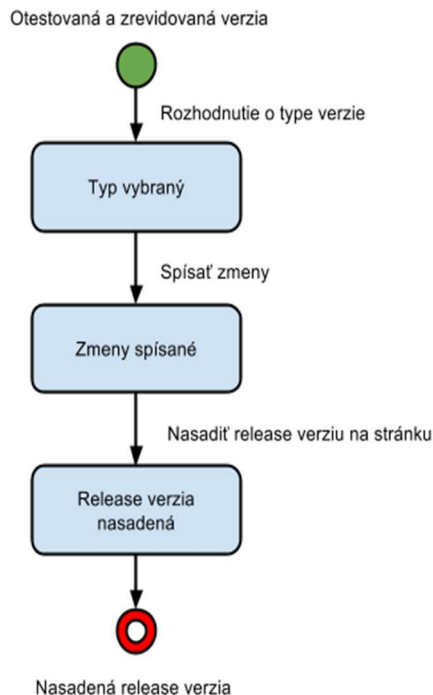 Otestovaná a zrevidovaná verzia
Rozhodnutie o type verzie
Typ vybraný
Spísať zmeny
Zmeny spísané
Nasadiť release verziu na stránku
Release verzia
nasadená
Nasadená release verzia